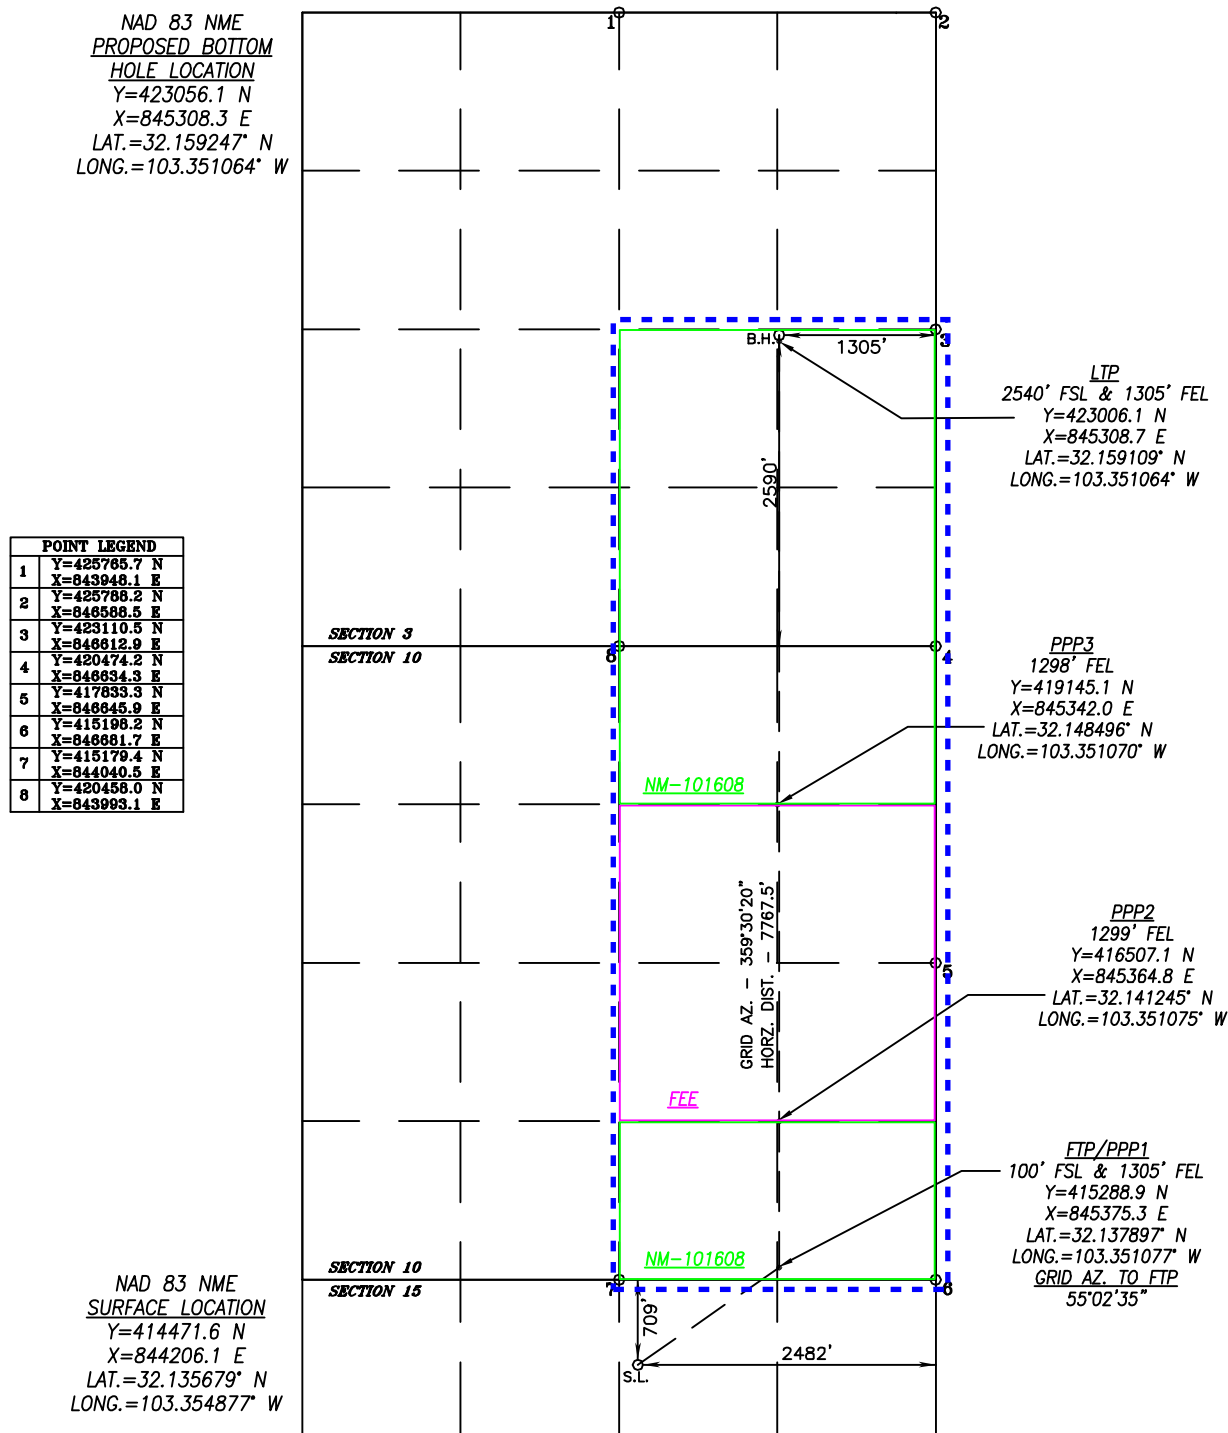 NAD 83 NME
PROPOSED BOTTOM
HOLE LOCATION
Y=423056.1 N
X=845308.3 E
LAT.=32.159247° N
LONG.=103.351064° W
1
2
B.H.
1305'
3
LTP
2540' FSL & 1305' FEL
Y=423006.1 N
X=845308.7 E
LAT.=32.159109° N
LONG.=103.351064° W
2590'
POINT LEGEND
1 Y=425765.7 N
X=843948.1 E
2 Y=425788.2 N
X=846588.5 E
3 Y=423110.5 N
X=846612.9 E
4 Y=420474.2 N
X=846634.3 E
5 Y=417833.3 N
X=846645.9 E
6 Y=415198.2 N
X=846681.7 E
7 Y=415179.4 N
X=844040.5 E
8 Y=420458.0 N
X=843993.1 E
SECTION 3
SECTION 10
8
4
PPP3
1298' FEL
Y=419145.1 N
X=845342.0 E
LAT.=32.148496° N
LONG.=103.351070° W
NM-101608
GRID AZ. - 359°30'20"
HORZ. DIST. - 7767.5'
5
PPP2
1299' FEL
Y=416507.1 N
X=845364.8 E
LAT.=32.141245° N
LONG.=103.351075° W
FEE
FTP/PPP1
100' FSL & 1305' FEL
Y=415288.9 N
X=845375.3 E
LAT.=32.137897° N
LONG.=103.351077° W
GRID AZ. TO FTP
55°02'35"
NM-101608
SECTION 10
SECTION 15
7
6
709'
2482'
S.L.
NAD 83 NME
SURFACE LOCATION
Y=414471.6 N
X=844206.1 E
LAT.=32.135679° N
LONG.=103.354877° W